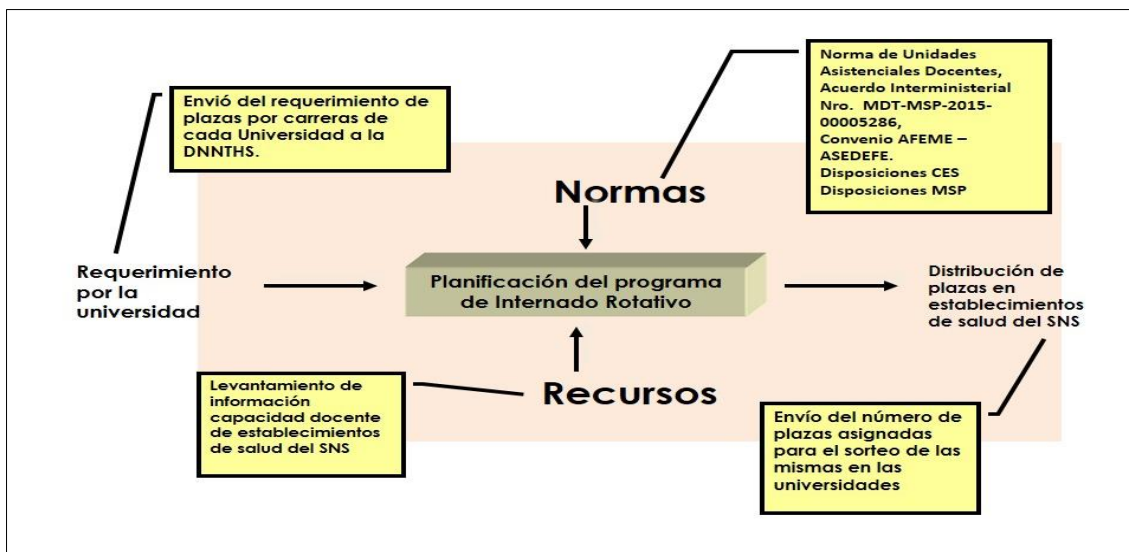 Envió del requerimiento de
plazas por carreras de
cada Universidad a la
DNNTHS.
Norma de Unidades
Asistenciales Docentes,
Acuerdo Interministerial
Nro. MDT-MSP-2015-
00005286,
Convenio AFEME –
ASEDEFE.
Disposiciones CES
Disposiciones MSP
Normas
Requerimiento
por la
universidad
Planificación del programa
de Internado Rotativo
Distribución de
plazas en
establecimientos
de salud del SNS
Recursos
Levantamiento de
información
capacidad docente
de establecimientos
de salud del SNS
Envío del número de
plazas asignadas
para el sorteo de las
mismas en las
universidades